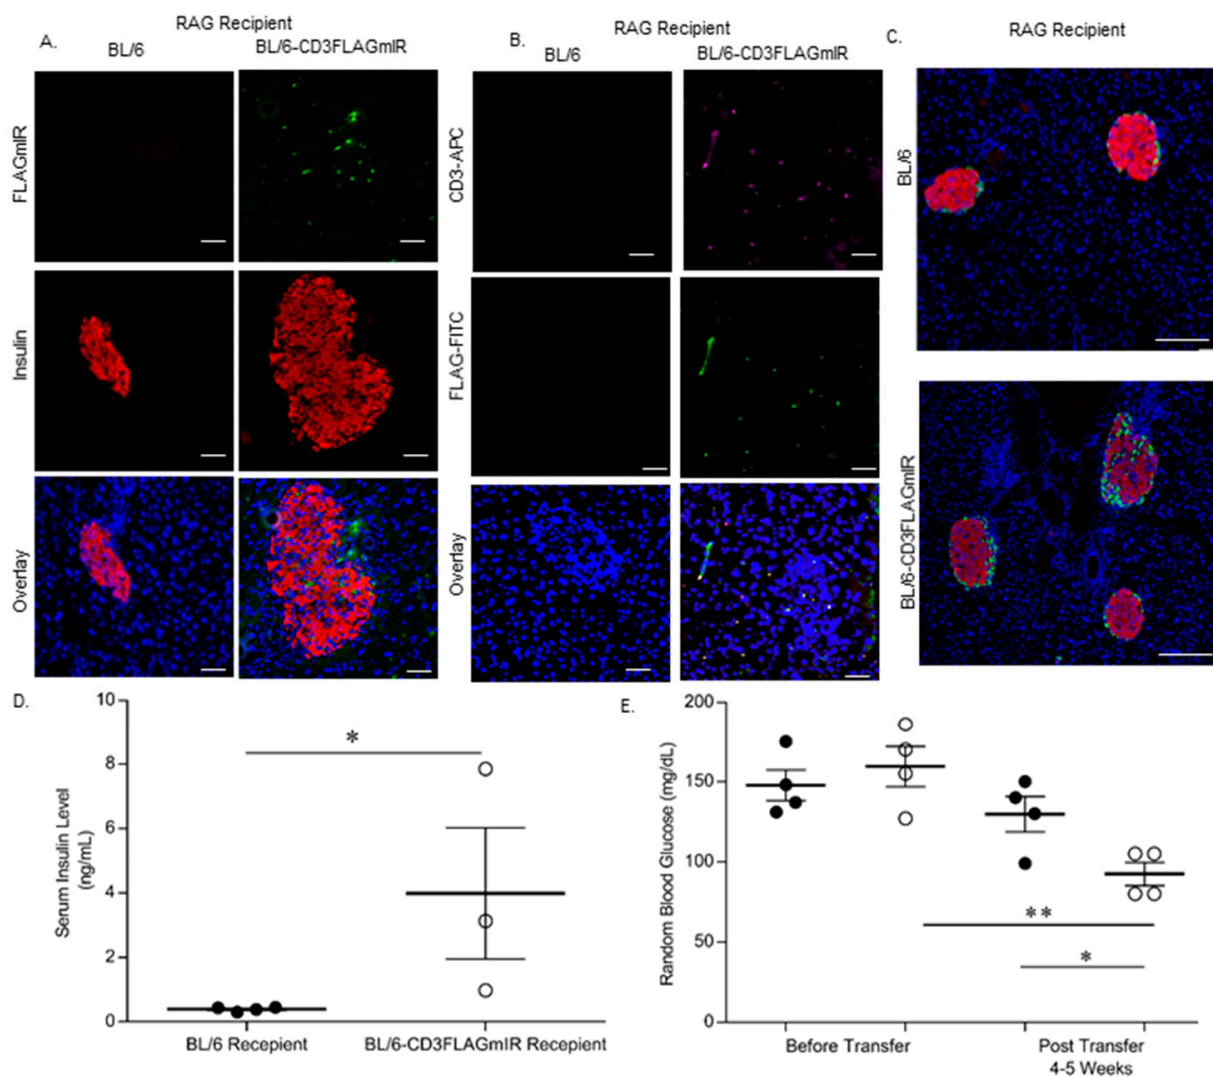 A.
RAG Recipient
BL/6
BL/6-CD3FLAGmIR
FLAGmIR
Insulin
Overlay
B.
RAG Recipient
BL/6
BL/6-CD3FLAGmIR
CD3-APC
FLAG-FITC
Overlay
C.
RAG Recipient
BL/6
BL/6-CD3FLAGmIR
D.
Serum Insulin Level
(ng/mL)
10
8
6
4
2
0
*
BL/6 Recepient
BL/6-CD3FLAGmIR Recepient
E.
Random Blood Glucose (mg/dL)
200
150
100
50
0
**
*
Before Transfer
Post Transfer
4-5 Weeks